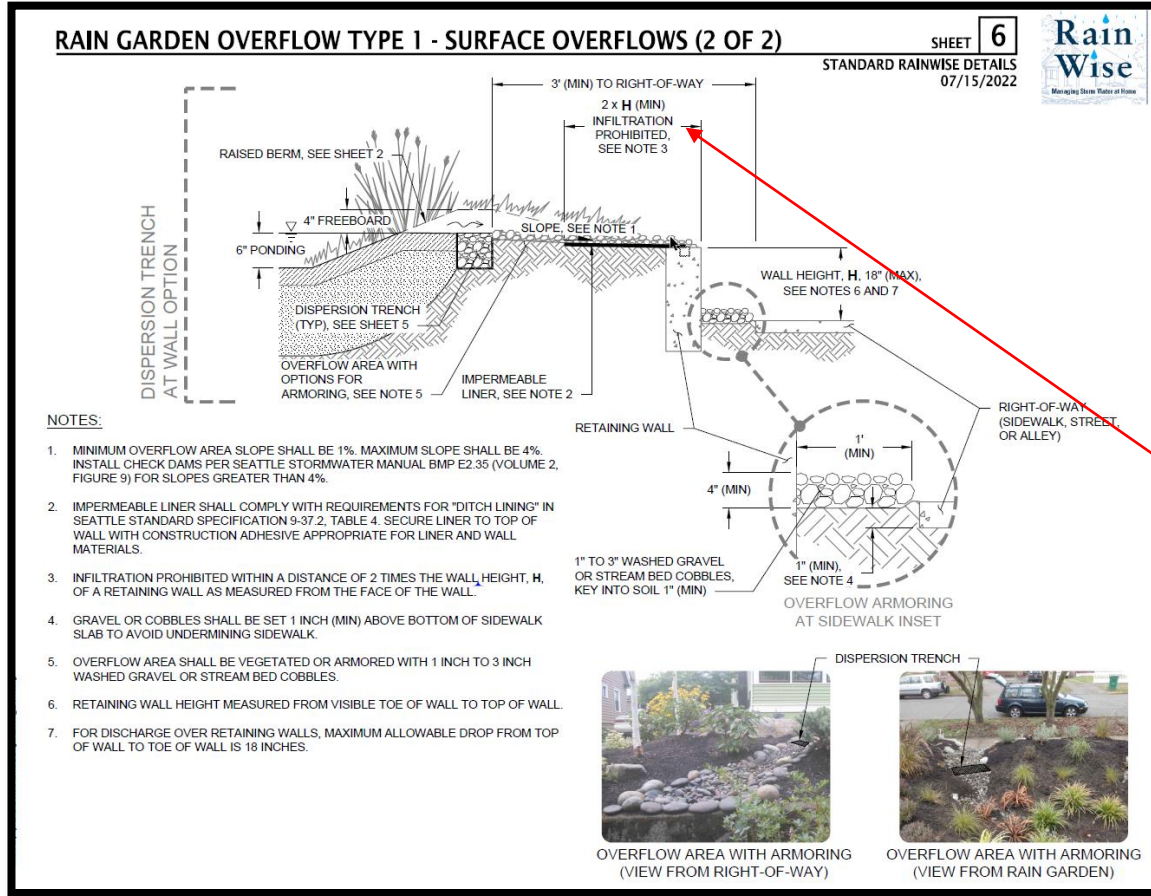 RAIN GARDEN OVERFLOW TYPE 1 - SURFACE OVERFLOWS (2 OF 2)
SHEET 6
STANDARD RAINWISE DETAILS
07/15/2022
Rain
Wise
Managing Storm Water at Home
3' (MIN) TO RIGHT-OF-WAY
2 x H (MIN)
INFILTRATION
PROHIBITED,
SEE NOTE 3
RAISED BERM, SEE SHEET 2
4" FREEBOARD
6" PONDING
SLOPE, SEE NOTE 1
DISPERSION TRENCH
AT WALL OPTION
WALL HEIGHT, H, 18" (MAX),
SEE NOTES 6 AND 7
DISPERSION TRENCH
(TYP), SEE SHEET 5
OVERFLOW AREA WITH
OPTIONS FOR
ARMORING, SEE NOTE 5
IMPERMEABLE
LINER, SEE NOTE 2
RETAINING WALL
RIGHT-OF-WAY
(SIDEWALK, STREET,
OR ALLEY)
1'
(MIN)
4" (MIN)
1" TO 3" WASHED GRAVEL
OR STREAM BED COBBLES,
KEY INTO SOIL 1" (MIN)
1" (MIN),
SEE NOTE 4
OVERFLOW ARMORING
AT SIDEWALK INSET
NOTES:
1. MINIMUM OVERFLOW AREA SLOPE SHALL BE 1%. MAXIMUM SLOPE SHALL BE 4%.
INSTALL CHECK DAMS PER SEATTLE STORMWATER MANUAL BMP E2.35 (VOLUME 2,
FIGURE 9) FOR SLOPES GREATER THAN 4%.
2. IMPERMEABLE LINER SHALL COMPLY WITH REQUIREMENTS FOR "DITCH LINING" IN
SEATTLE STANDARD SPECIFICATION 9-37.2, TABLE 4. SECURE LINER TO TOP OF
WALL WITH CONSTRUCTION ADHESIVE APPROPRIATE FOR LINER AND WALL
MATERIALS.
3. INFILTRATION PROHIBITED WITHIN A DISTANCE OF 2 TIMES THE WALL HEIGHT, H,
OF A RETAINING WALL AS MEASURED FROM THE FACE OF THE WALL.
4. GRAVEL OR COBBLES SHALL BE SET 1 INCH (MIN) ABOVE BOTTOM OF SIDEWALK
SLAB TO AVOID UNDERMINING SIDEWALK.
5. OVERFLOW AREA SHALL BE VEGETATED OR ARMORED WITH 1 INCH TO 3 INCH
WASHED GRAVEL OR STREAM BED COBBLES.
6. RETAINING WALL HEIGHT MEASURED FROM VISIBLE TOE OF WALL TO TOP OF WALL.
7. FOR DISCHARGE OVER RETAINING WALLS, MAXIMUM ALLOWABLE DROP FROM TOP
OF WALL TO TOE OF WALL IS 18 INCHES.
DISPERSION TRENCH
OVERFLOW AREA WITH ARMORING
(VIEW FROM RIGHT-OF-WAY)
OVERFLOW AREA WITH ARMORING
(VIEW FROM RAIN GARDEN)